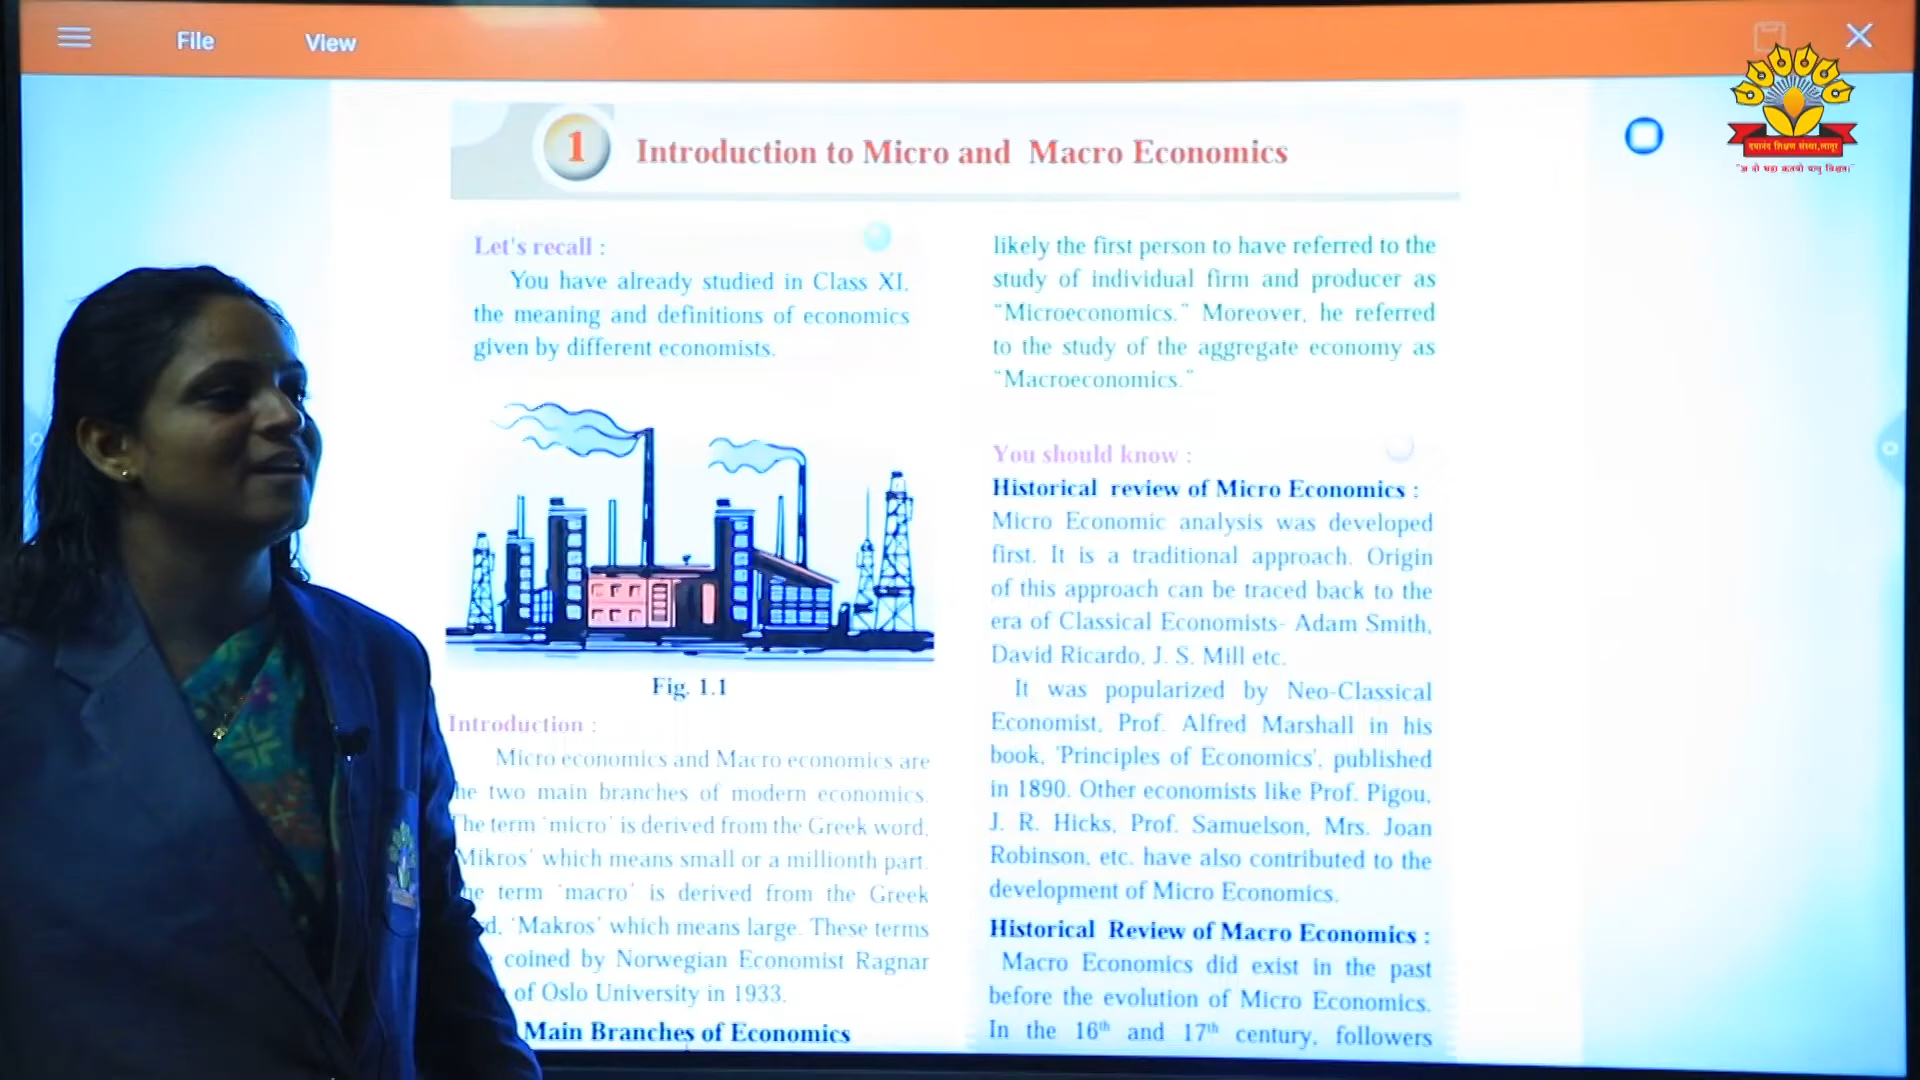 File
View
1
Introduction to Micro and Macro Economics
दयानंद शिक्षण संस्था, लातूर
Let's recall :
You have already studied in Class XI,
the meaning and definitions of economics
given by different economists.
Fig. 1.1
Introduction :
Micro economics and Macro economics are
he two main branches of modern economics.
The term 'micro' is derived from the Greek word,
'Mikros' which means small or a millionth part.
he term 'macro' is derived from the Greek
d, 'Makros' which means large. These terms
coined by Norwegian Economist Ragnar
of Oslo University in 1933.
Main Branches of Economics
likely the first person to have referred to the
study of individual firm and producer as
"Microeconomics." Moreover, he referred
to the study of the aggregate economy as
"Macroeconomics."
You should know :
Historical review of Micro Economics :
Micro Economic analysis was developed
first. It is a traditional approach. Origin
of this approach can be traced back to the
era of Classical Economists- Adam Smith,
David Ricardo, J. S. Mill etc.
It was popularized by Neo-Classical
Economist, Prof. Alfred Marshall in his
book, 'Principles of Economics', published
in 1890. Other economists like Prof. Pigou,
J. R. Hicks, Prof. Samuelson, Mrs. Joan
Robinson, etc. have also contributed to the
development of Micro Economics.
Historical Review of Macro Economics :
Macro Economics did exist in the past
before the evolution of Micro Economics.
In the 16th and 17th century, followers